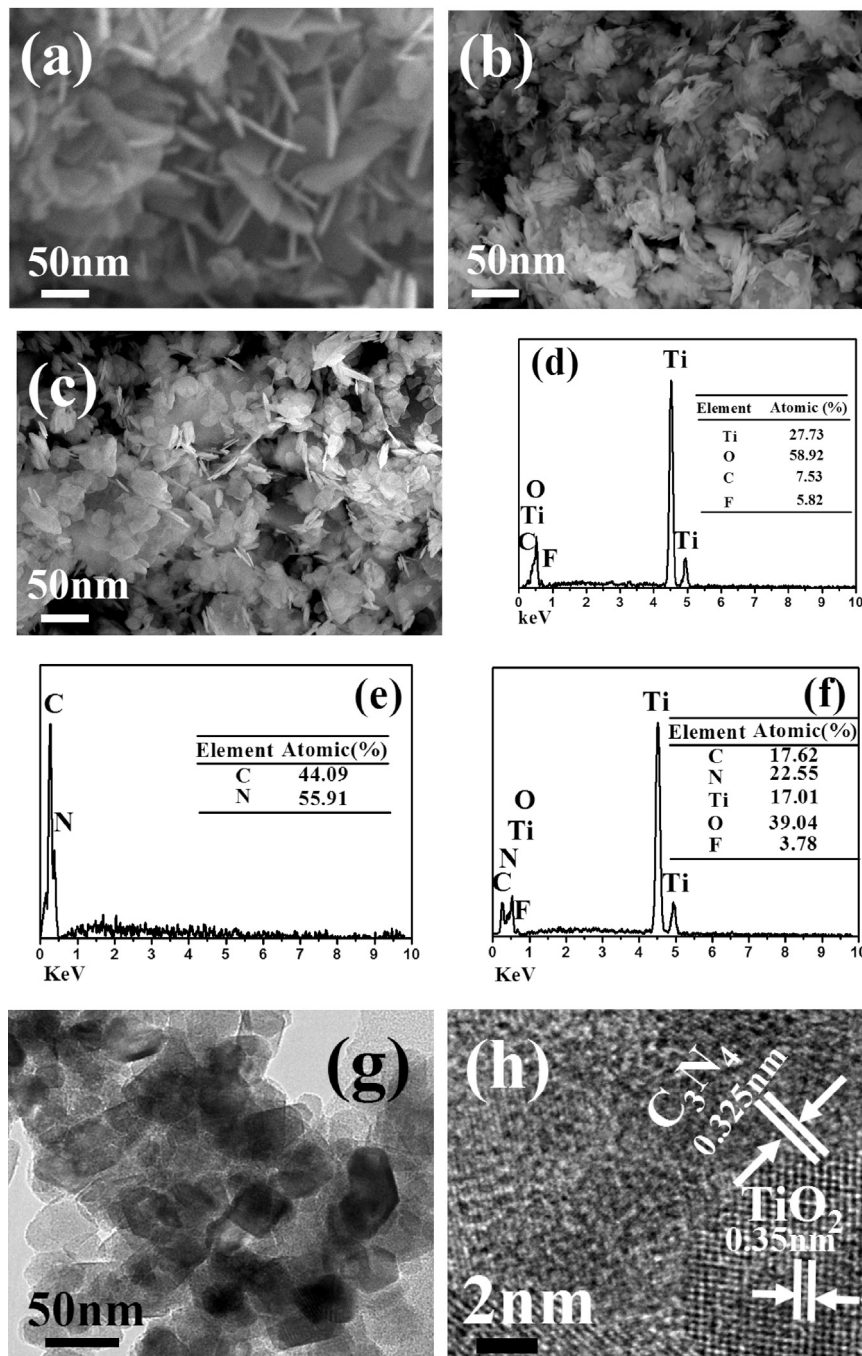 (a)
50nm
(b)
50nm
(c)
50nm
(d)
Ti
Element Atomic (%)
Ti 27.73
O 58.92
C 7.53
F 5.82
O
Ti
C F
Ti
0 1 2 3 4 5 6 7 8 9 10
keV
(e)
C
Element Atomic(%)
C 44.09
N 55.91
N
0 1 2 3 4 5 6 7 8 9 10
KeV
(f)
Ti
Element Atomic(%)
C 17.62
N 22.55
Ti 17.01
O 39.04
F 3.78
O
Ti
N
C F
Ti
0 1 2 3 4 5 6 7 8 9 10
KeV
(g)
50nm
(h)
C₃N₄
0.325nm
TiO₂
0.35nm
2nm